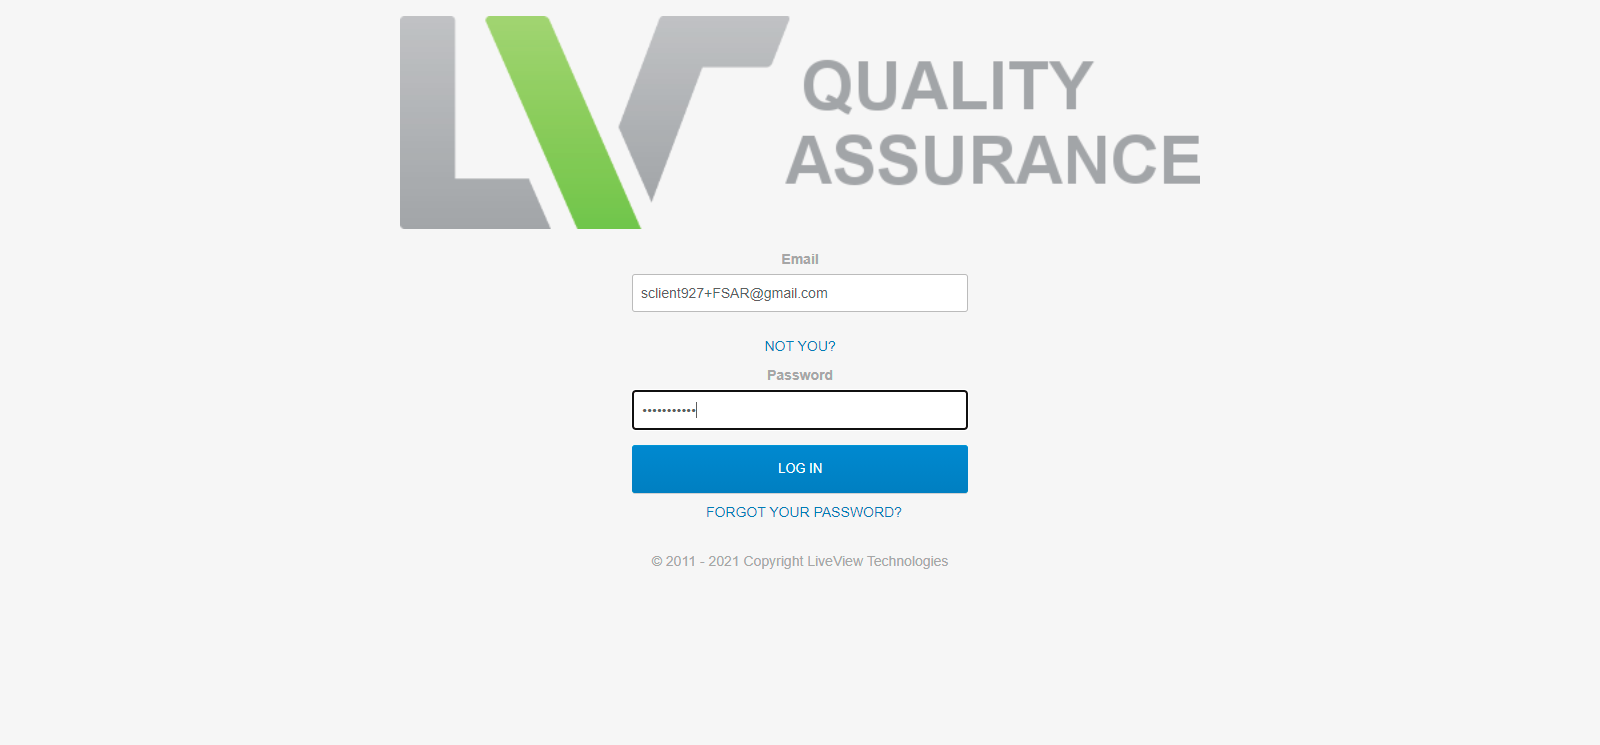 LVT QUALITY
ASSURANCE
Email
sclient927+FSAR@gmail.com
NOT YOU?
Password
•••••••••••
LOG IN
FORGOT YOUR PASSWORD?
© 2011 - 2021 Copyright LiveView Technologies